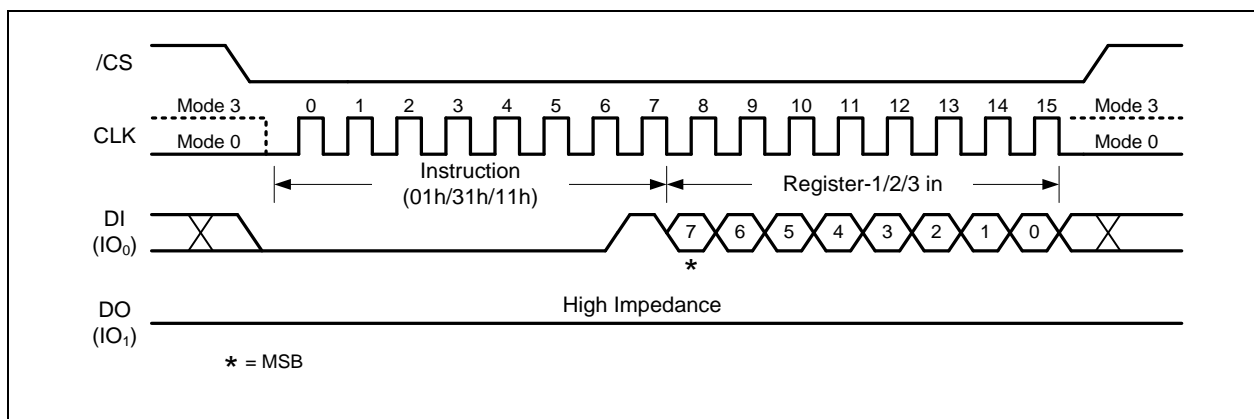 /CS
Mode 3 0 1 2 3 4 5 6 7 8 9 10 11 12 13 14 15 Mode 3
CLK Mode 0 Mode 0
Instruction
(01h/31h/11h)
Register-1/2/3 in
DI
(IO₀)
7 6 5 4 3 2 1 0
*
High Impedance
DO
(IO₁)
* = MSB